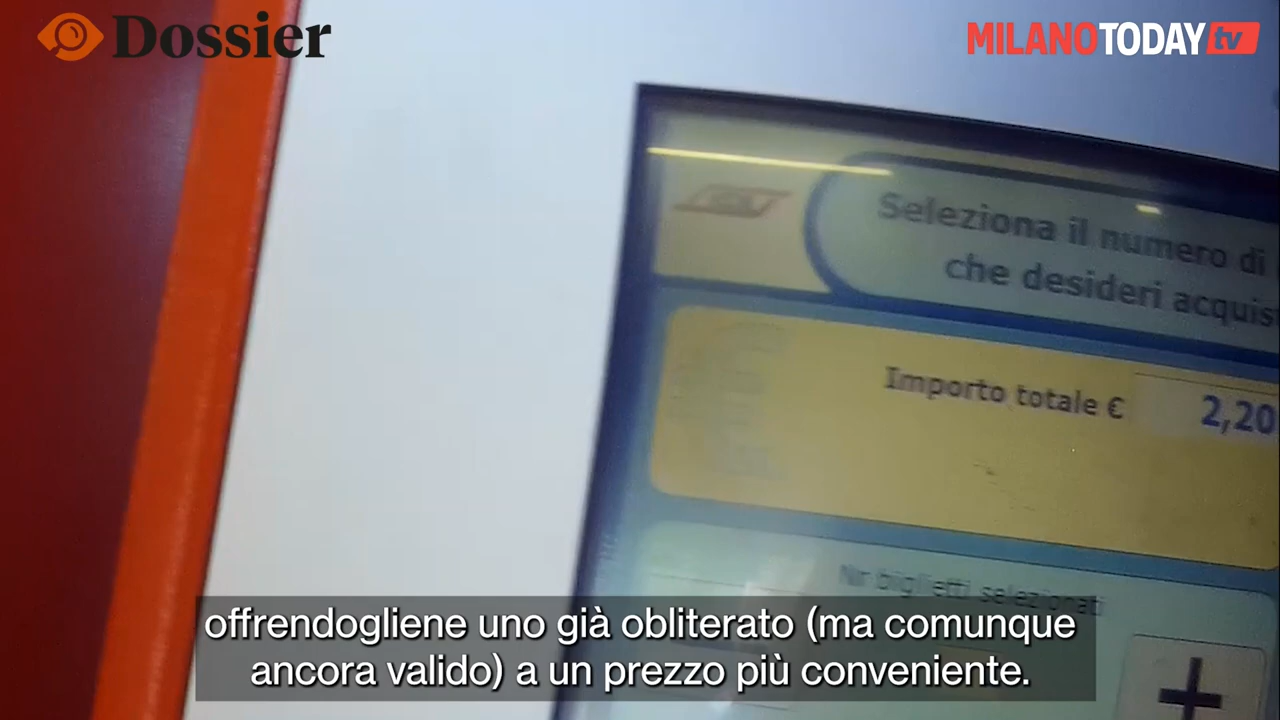 Dossier
MILANOTODAY tv
Seleziona il numero di
che desideri acquis
Importo totale €
2,20
Nr biglietti selezionati
+
offrendogliene uno già obliterato (ma comunque
ancora valido) a un prezzo più conveniente.